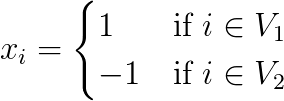 x_i = { 1 if i ∈ V_1
-1 if i ∈ V_2